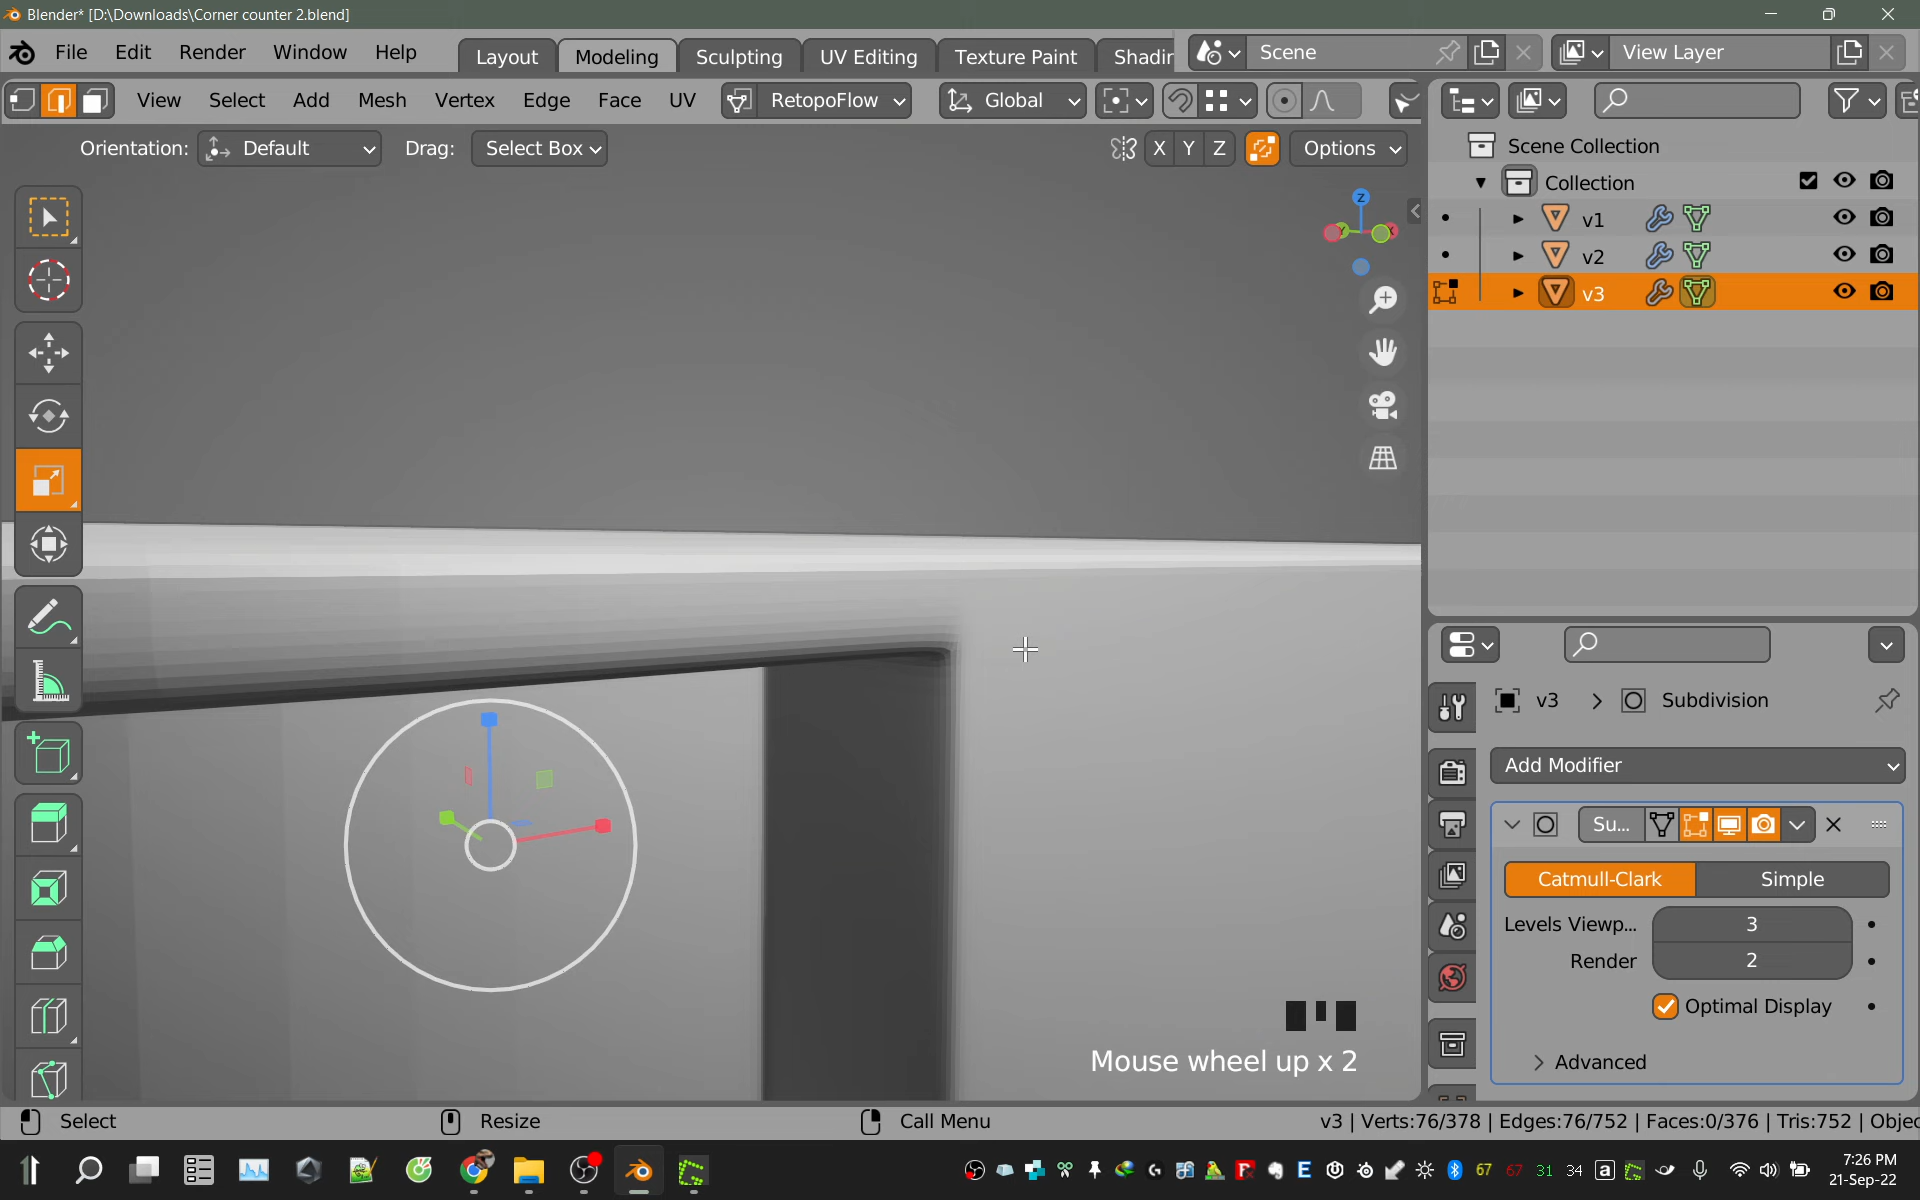 Blender* [D:\Downloads\Corner counter 2.blend]
File Edit Render Window Help
Layout Modeling Sculpting UV Editing Texture Paint Shadir
Scene
View Layer
View Select Add Mesh Vertex Edge Face UV
RetopoFlow
Global
Orientation: Default
Drag: Select Box
X Y Z
Options
Scene Collection
Collection
v1
v2
v3
Z
v3 > Subdivision
Add Modifier
Su...
Catmull-Clark Simple
Levels Viewp... 3
Render 2
Optimal Display
Advanced
Mouse wheel up x 2
Select
Resize
Call Menu
v3 | Verts:76/378 | Edges:76/752 | Faces:0/376 | Tris:752 | Objec
67 67 31 34
7:26 PM
21-Sep-22